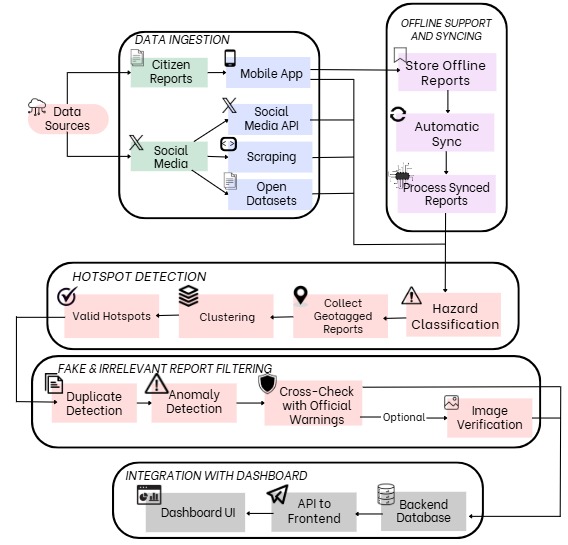 OFFLINE SUPPORT
AND SYNCING
DATA INGESTION
Citizen
Reports
Mobile App
Store Offline
Reports
Data
Sources
Social
Media API
Automatic
Sync
Social
Media
Scraping
Open
Datasets
Process Synced
Reports
HOTSPOT DETECTION
Valid Hotspots
Clustering
Collect
Geotagged
Reports
Hazard
Classification
FAKE & IRRELEVANT REPORT FILTERING
Duplicate
Detection
Anomaly
Detection
Cross-Check
with Official
Warnings
Optional
Image
Verification
INTEGRATION WITH DASHBOARD
Dashboard UI
API to
Frontend
Backend
Database